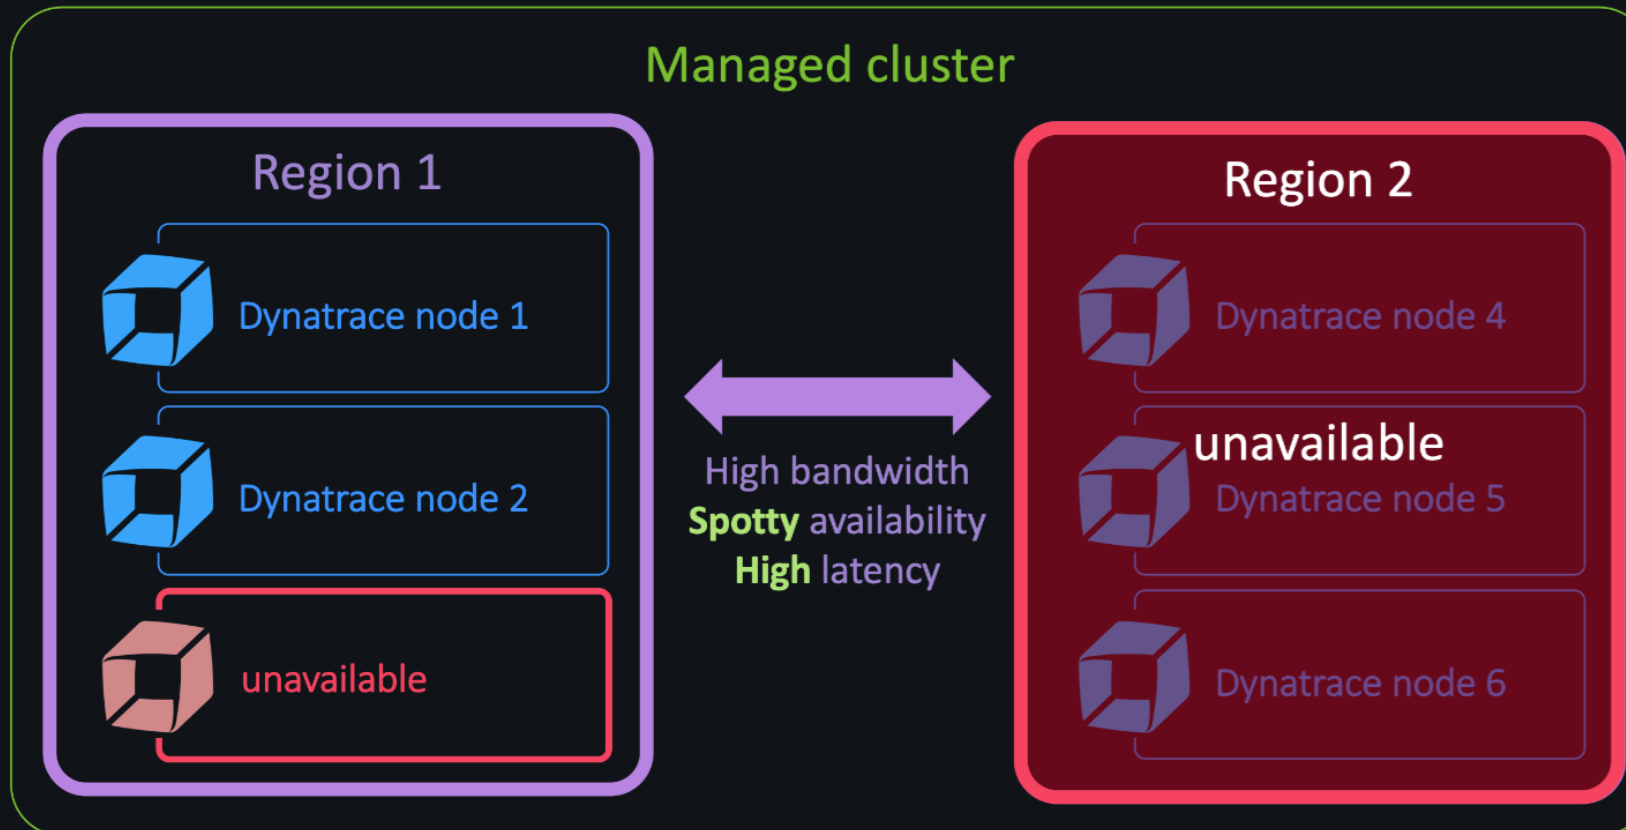 Managed cluster
Region 1
Dynatrace node 1
Dynatrace node 2
unavailable
High bandwidth
Spotty availability
High latency
Region 2
Dynatrace node 4
unavailable
Dynatrace node 5
Dynatrace node 6